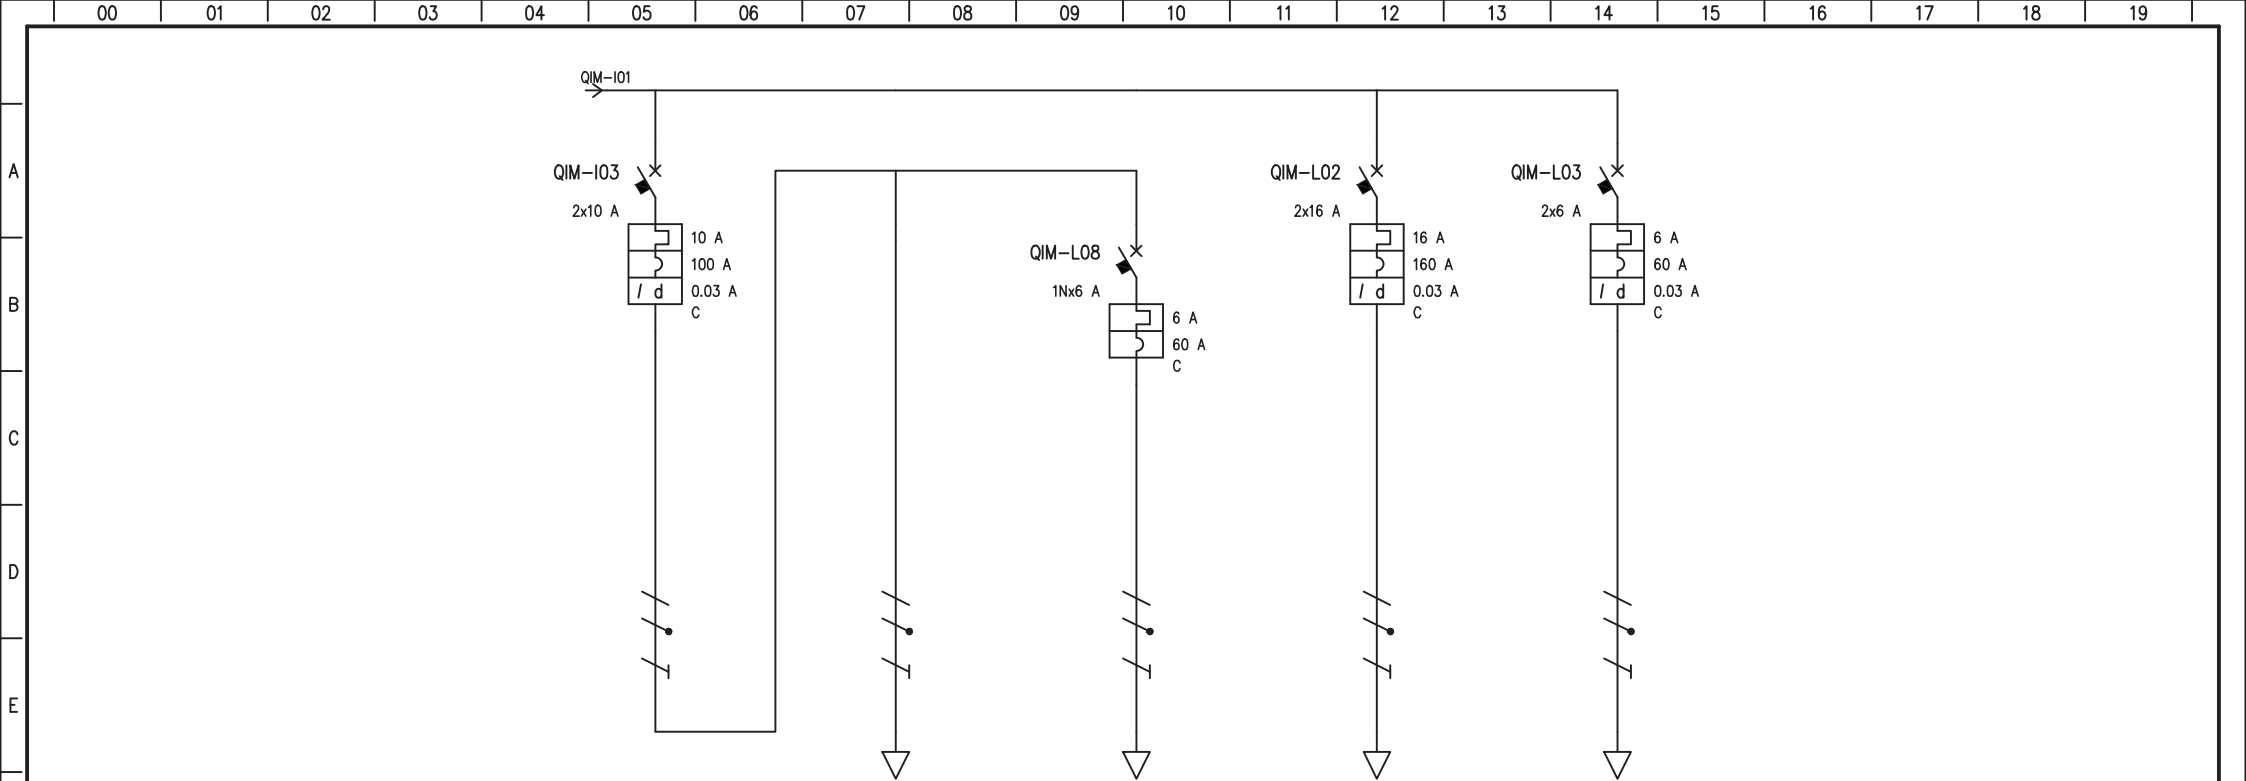 00 01 02 03 04 05 06 07 08 09 10 11 12 13 14 15 16 17 18 19
QIM-I01
A
QIM-I03
QIM-L02
QIM-L03
2x10 A
2x16 A
2x6 A
10 A
16 A
6 A
QIM-L08
100 A
160 A
60 A
I d
0.03 A
1Nx6 A
I d
0.03 A
I d
0.03 A
B
C
C
C
6 A
60 A
C
C
D
E